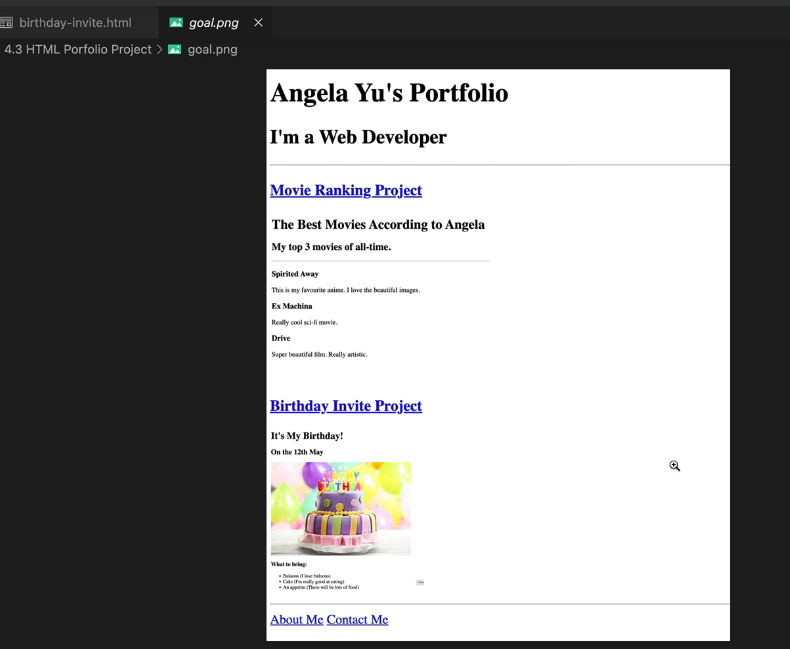 birthday-invite.html
goal.png
4.3 HTML Porfolio Project > goal.png
Angela Yu's Portfolio
I'm a Web Developer
Movie Ranking Project
The Best Movies According to Angela
My top 3 movies of all-time.
Spirited Away
This is my favourite anime. I love the beautiful images.
Ex Machina
Really cool sci-fi movie.
Drive
Super beautiful film. Really artistic.
Birthday Invite Project
It's My Birthday!
On the 12th May
HAPPY
BIRTHDAY
What to bring:
• Baloons (I love baloons)
• Cake (I'm really good at eating)
• An appetite (There will be lots of food)
About Me Contact Me